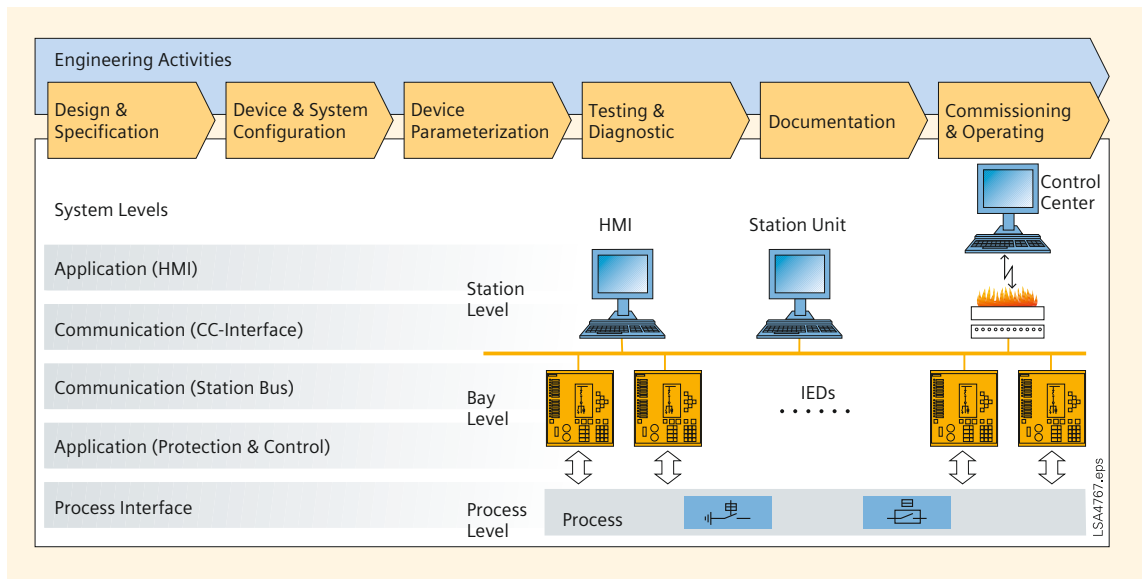 Engineering Activities
Design &
Specification
Device & System
Configuration
Device
Parameterization
Testing &
Diagnostic
Documentation
Commissioning
& Operating
System Levels
HMI
Station Unit
Control
Center
Application (HMI)
Communication (CC-Interface)
Station
Level
Communication (Station Bus)
Application (Protection & Control)
Bay
Level
IEDs
Process Interface
Process
Level
Process
LSA4767.eps